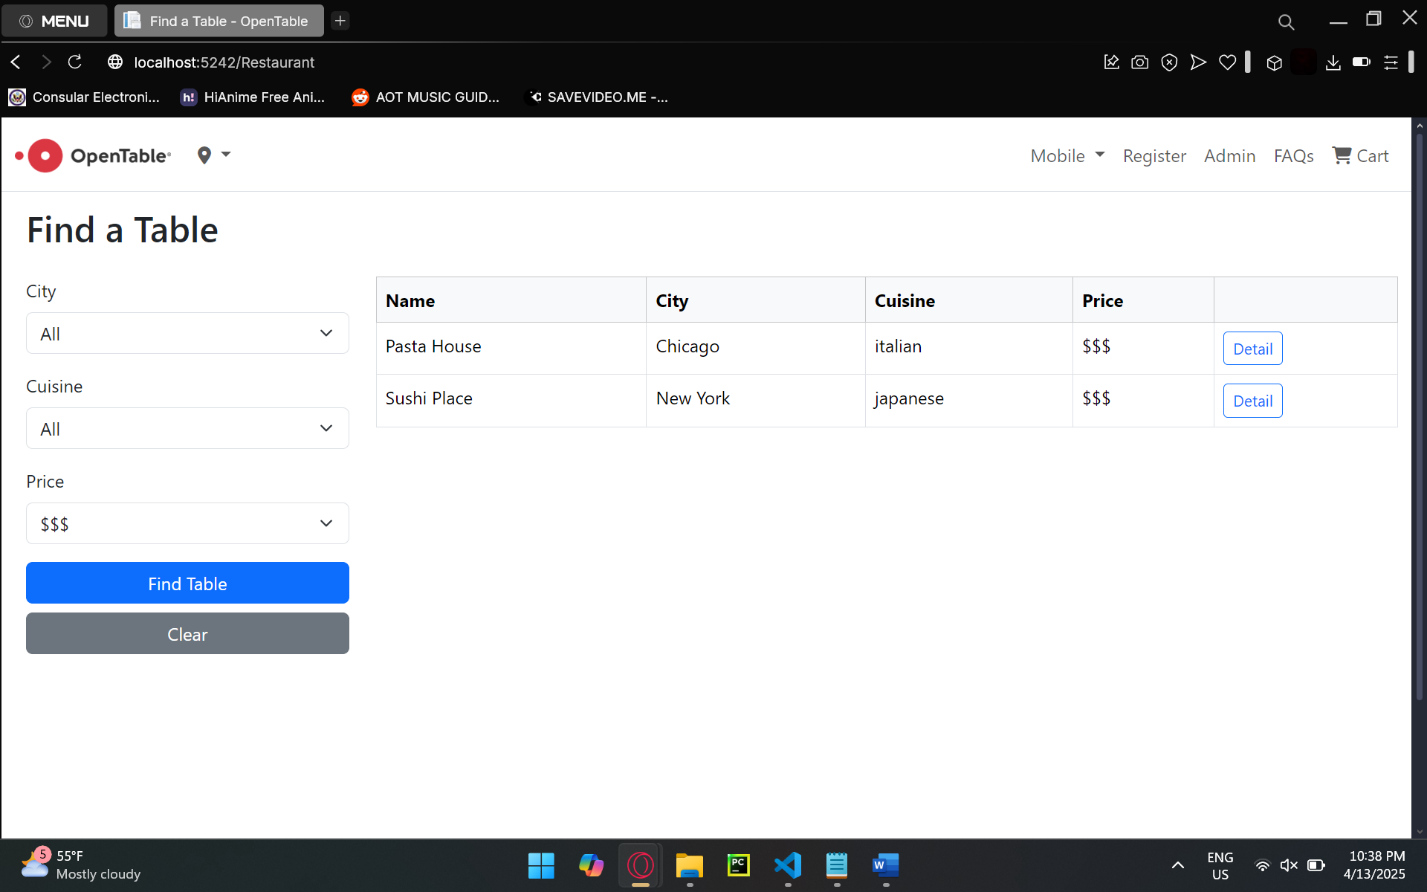 MENU
Find a Table - OpenTable
localhost:5242/Restaurant
Consular Electroni...
h! HiAnime Free Ani...
AOT MUSIC GUID...
SAVEVIDEO.ME -...
OpenTable
Mobile
Register
Admin
FAQs
Cart
Find a Table
City
All
Cuisine
All
Price
$$$
Find Table
Clear
Name City Cuisine Price
Pasta House Chicago italian $$$ Detail
Sushi Place New York japanese $$$ Detail
5
55°F
Mostly cloudy
PC
W
ENG
US
10:38 PM
4/13/2025